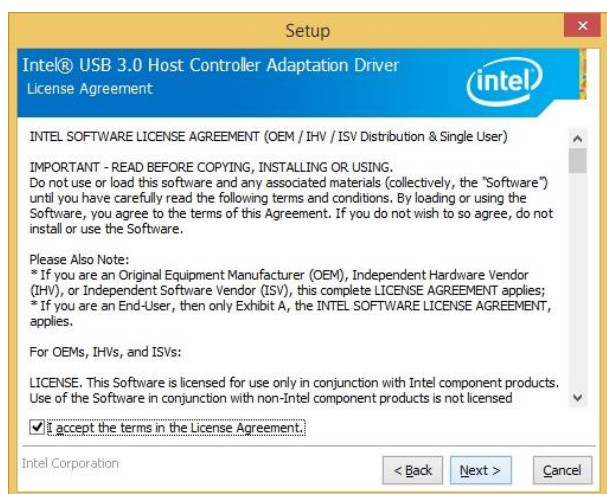 Setup
Intel® USB 3.0 Host Controller Adaptation Driver
License Agreement
intel
INTEL SOFTWARE LICENSE AGREEMENT (OEM / IHV / ISV Distribution & Single User)
IMPORTANT - READ BEFORE COPYING, INSTALLING OR USING.
Do not use or load this software and any associated materials (collectively, the "Software")
until you have carefully read the following terms and conditions. By loading or using the
Software, you agree to the terms of this Agreement. If you do not wish to so agree, do not
install or use the Software.
Please Also Note:
* If you are an Original Equipment Manufacturer (OEM), Independent Hardware Vendor
(IHV), or Independent Software Vendor (ISV), this complete LICENSE AGREEMENT applies;
* If you are an End-User, then only Exhibit A, the INTEL SOFTWARE LICENSE AGREEMENT,
applies.
For OEMs, IHVs, and ISVs:
LICENSE. This Software is licensed for use only in conjunction with Intel component products.
Use of the Software in conjunction with non-Intel component products is not licensed
I accept the terms in the License Agreement.
Intel Corporation
< Back Next > Cancel